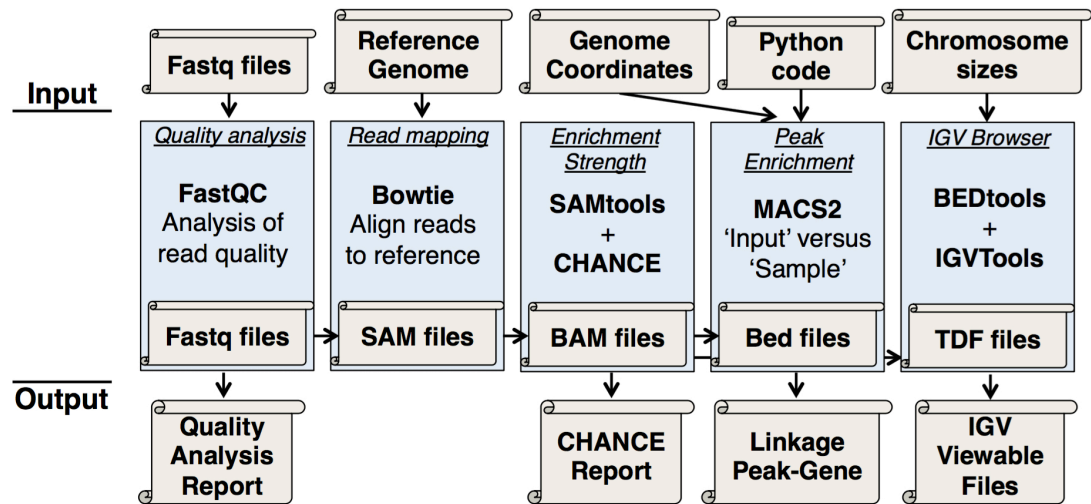 Fastq files
Reference
Genome
Genome
Coordinates
Python
code
Chromosome
sizes
Input
Quality analysis
FastQC
Analysis of
read quality
Fastq files
Read mapping
Bowtie
Align reads
to reference
SAM files
Enrichment
Strength
SAMtools
+
CHANCE
BAM files
Peak
Enrichment
MACS2
‘Input’ versus
‘Sample’
Bed files
IGV Browser
BEDtools
+
IGVTools
TDF files
Output
Quality
Analysis
Report
CHANCE
Report
Linkage
Peak-Gene
IGV
Viewable
Files